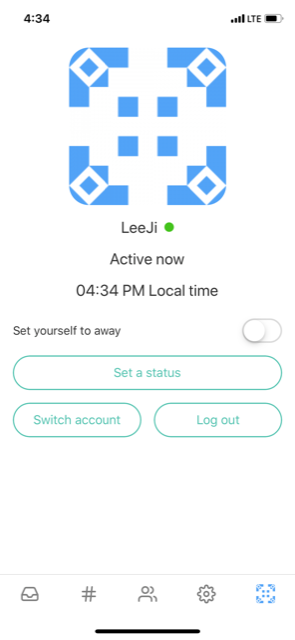 4:34
LTE
LeeJi
Active now
04:34 PM Local time
Set yourself to away
Set a status
Switch account
Log out